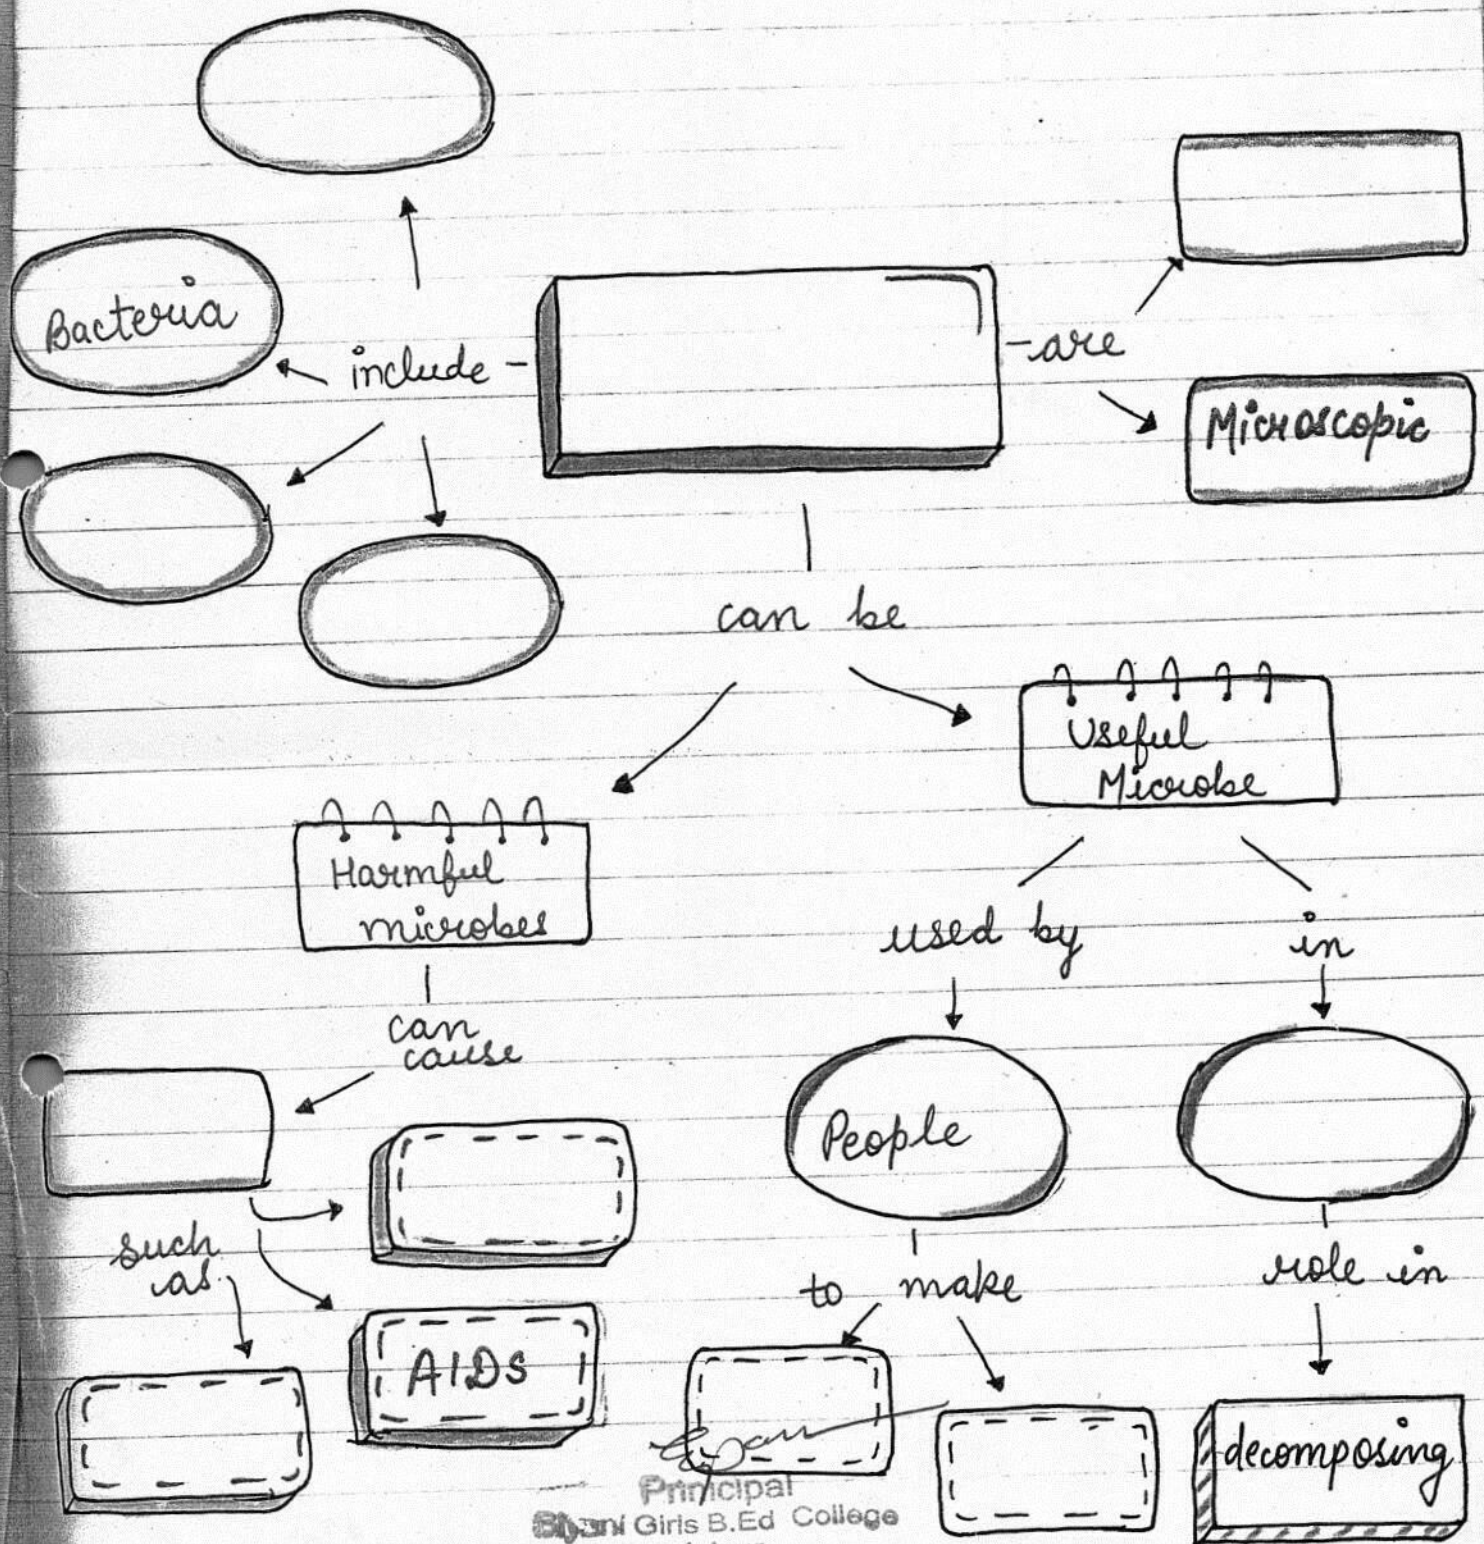 Bacteria
include
are
Microscopic
can be
Useful
Microbe
Harmful
microbes
used by
in
can
cause
People
such
as
to make
role in
AIDs
decomposing
Principal
Girls B.Ed College